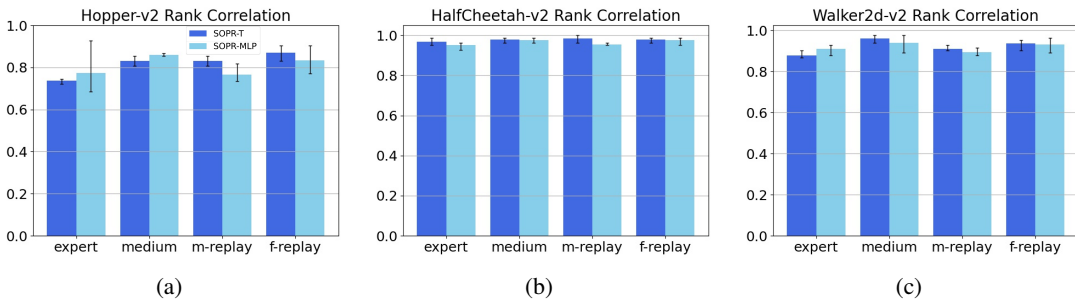 Hopper-v2 Rank Correlation
1.0
0.8
0.6
0.4
0.2
0.0
SOPR-T
SOPR-MLP
expert medium m-replay f-replay
(a)
HalfCheetah-v2 Rank Correlation
1.0
0.8
0.6
0.4
0.2
0.0
expert medium m-replay f-replay
(b)
Walker2d-v2 Rank Correlation
1.0
0.8
0.6
0.4
0.2
0.0
expert medium m-replay f-replay
(c)